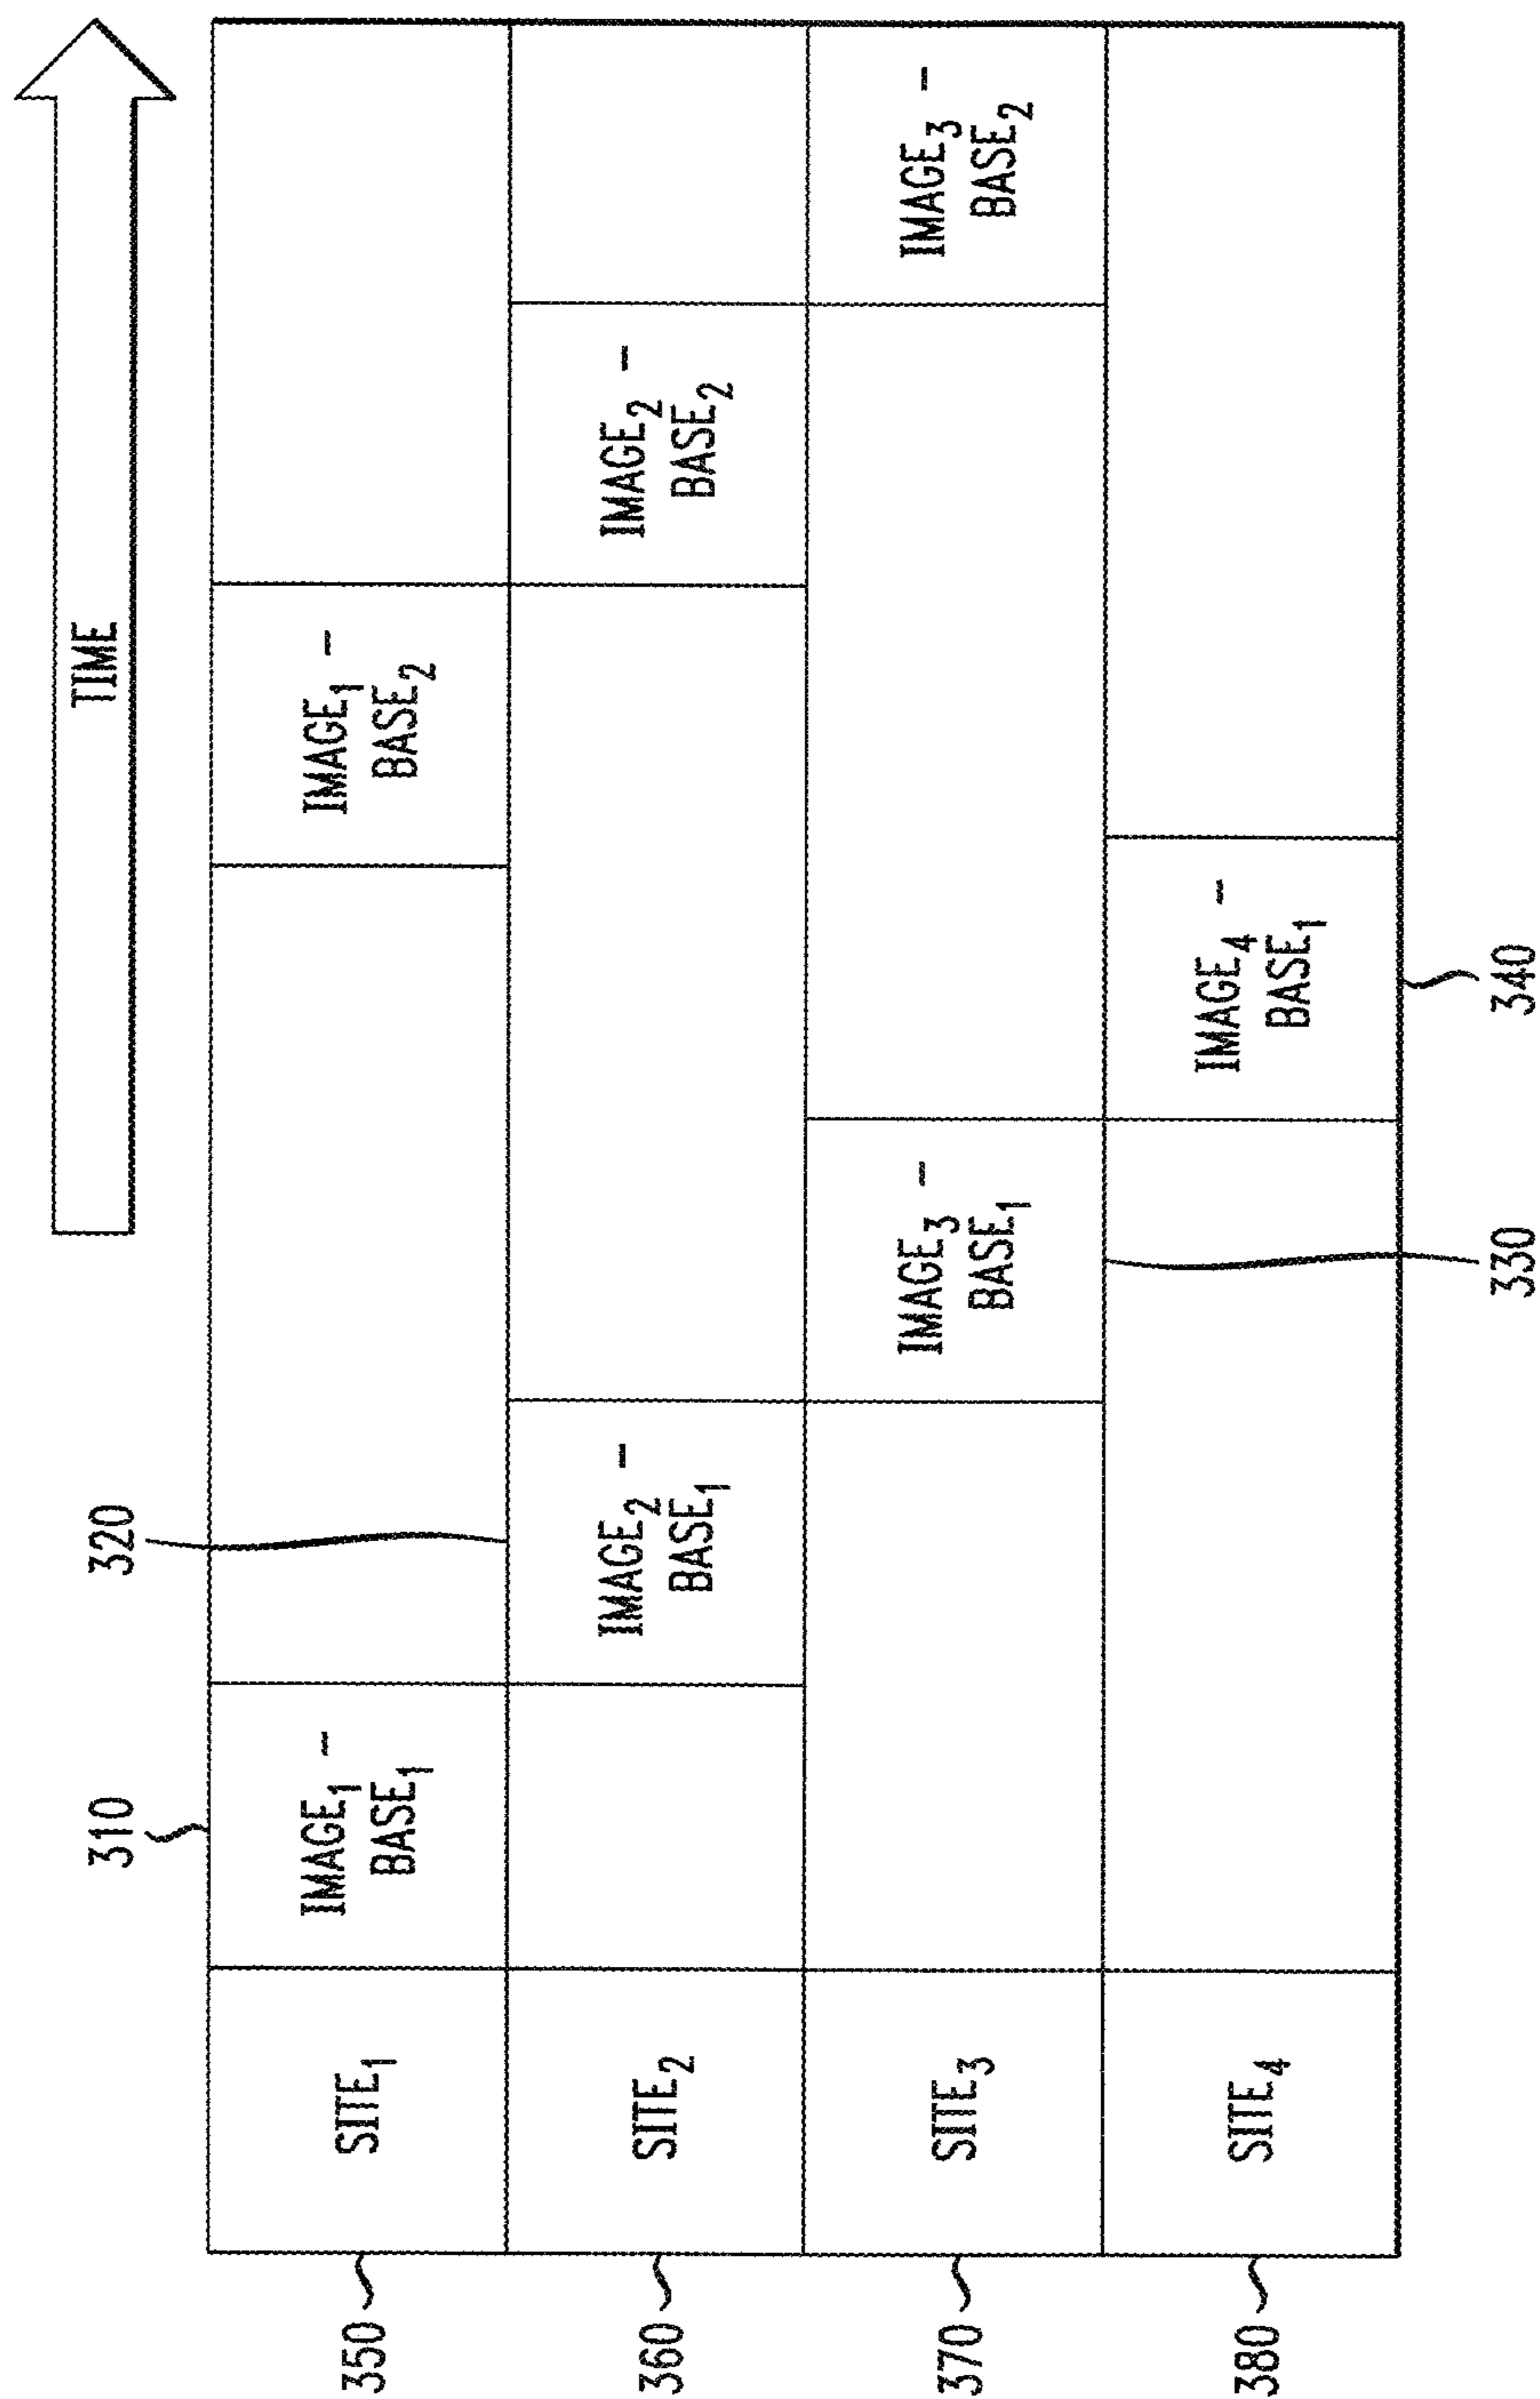 TIME
310
320
350
SITE₁
IMAGE₁ –
BASE₁
IMAGE₁ –
BASE₂
360
SITE₂
IMAGE₂ –
BASE₁
IMAGE₂ –
BASE₂
370
SITE₃
IMAGE₃ –
BASE₁
IMAGE₃ –
BASE₂
380
SITE₄
IMAGE₄ –
BASE₁
330
340